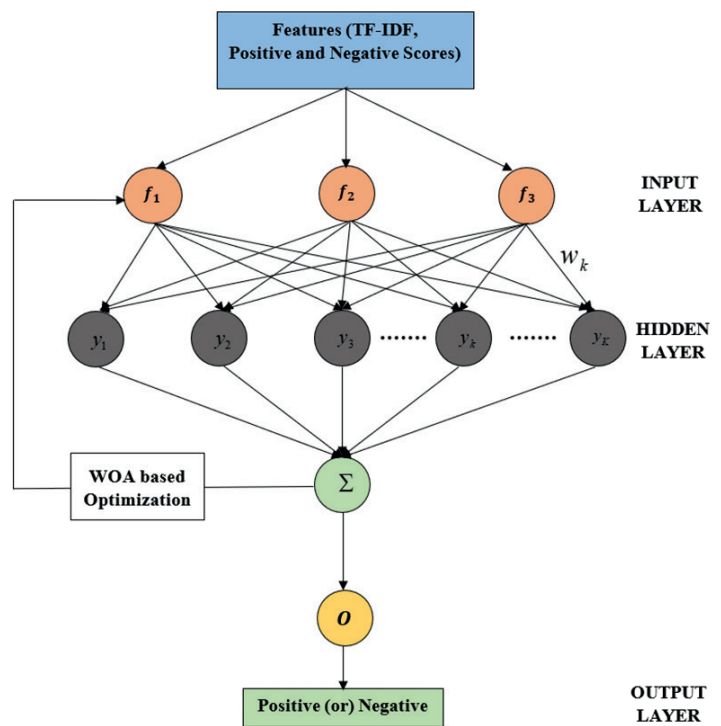 Features (TF-IDF,
Positive and Negative Scores)
f₁ f₂ f₃
INPUT
LAYER
wₖ
y₁ y₂ y₃ ........ yₖ ....... y_K
HIDDEN
LAYER
WOA based
Optimization
Σ
O
Positive (or) Negative
OUTPUT
LAYER